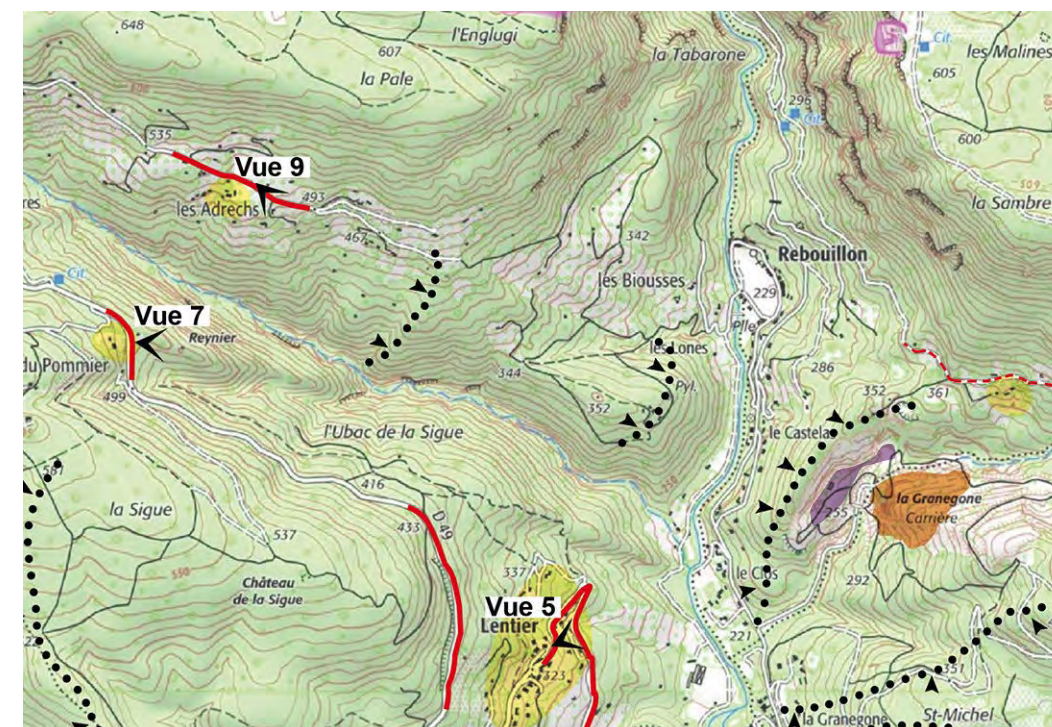 648
l'Englugi
607
la Pale
la Tabarone
Cit.
les Malines
605
296
Cit.
600
600
535
Vue 9
509
493
les Adrechs
la Sambre
467
342
Rebouillon
Cit.
les Biousses
229
Vue 7
Reynier
Plle
les Lones
du Pommier
344
Pyl.
286
352
361
499
352
l'Ubac de la Sigue
le Castela
416
la Sigue
433
D 49
la Granegone
Carrière
255
537
550
337
le Clos
292
Château
de la Sigue
Vue 5
Lentier
221
323
351
la Granegone
St-Michel